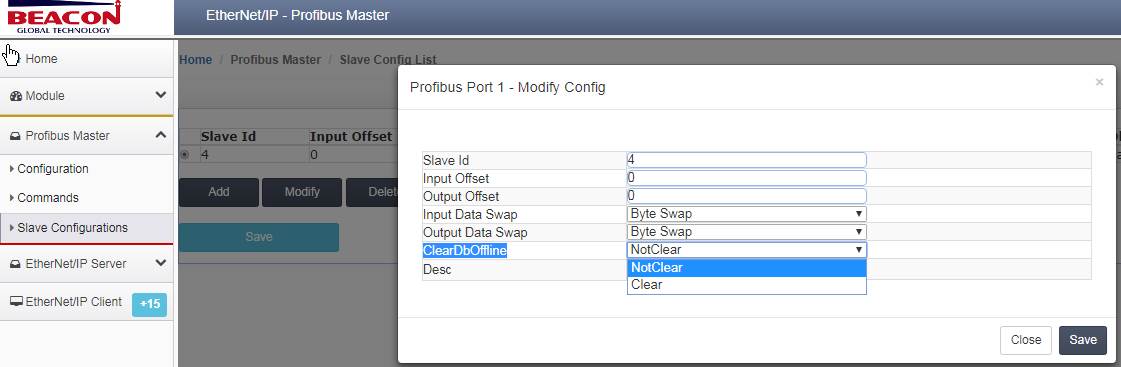 BEACON
GLOBAL TECHNOLOGY
EtherNet/IP - Profibus Master
Home
Module
Profibus Master
Configuration
Commands
Slave Configurations
EtherNet/IP Server
EtherNet/IP Client +15
Home / Profibus Master / Slave Config List
Slave Id Input Offset
4 0
Add Modify Delet
Save
Profibus Port 1 - Modify Config ×
Slave Id 4
Input Offset 0
Output Offset 0
Input Data Swap Byte Swap
Output Data Swap Byte Swap
ClearDbOffline NotClear
Desc NotClear
Clear
Close Save